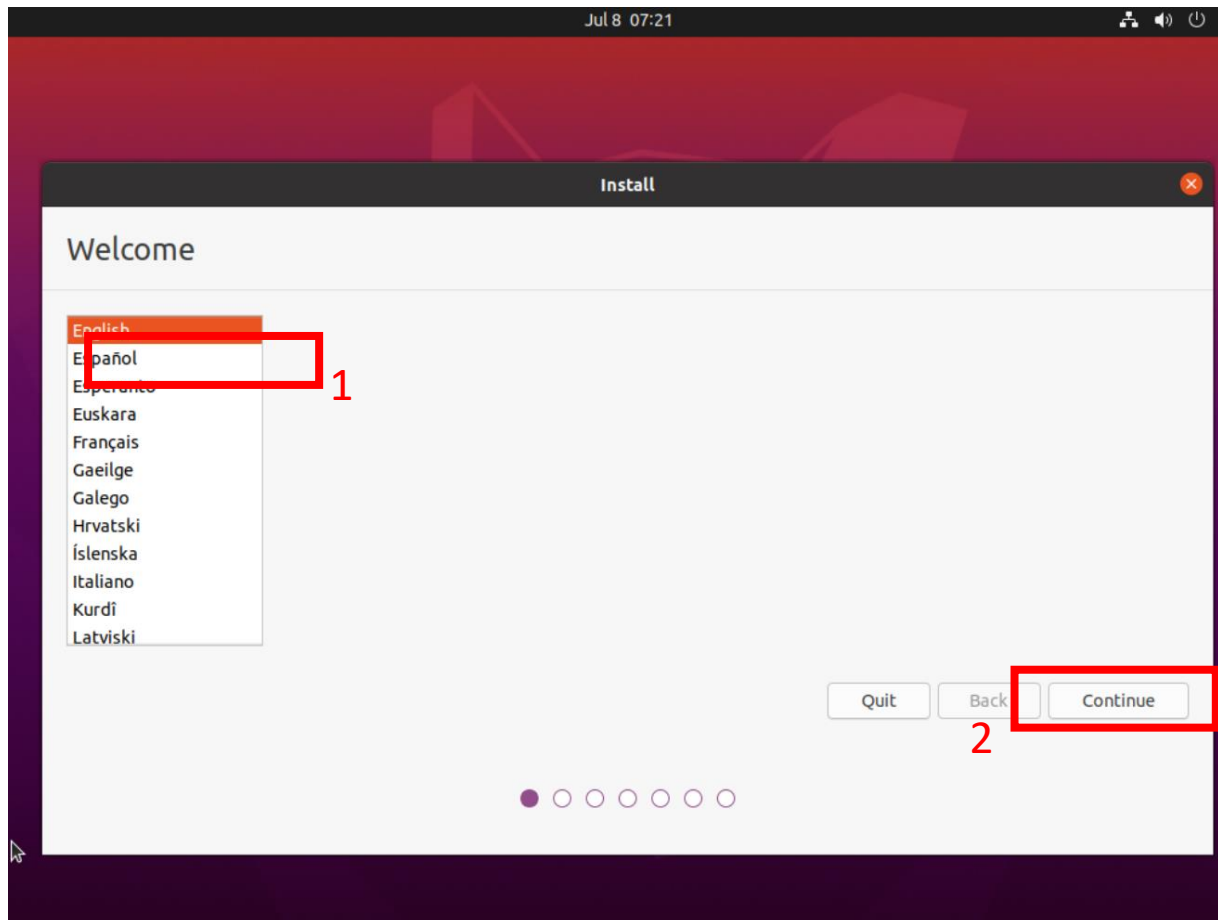 Jul 8 07:21
Install
Welcome
English
Español
Esperanto
1
Euskara
Français
Gaeilge
Galego
Hrvatski
Íslenska
Italiano
Kurdî
Latviski
Quit
Back
Continue
2